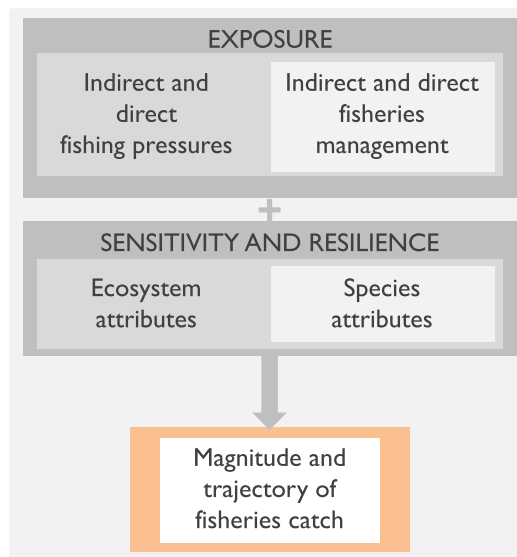 EXPOSURE
Indirect and
direct
fishing pressures
Indirect and direct
fisheries
management
+
SENSITIVITY AND RESILIENCE
Ecosystem
attributes
Species
attributes
Magnitude and
trajectory of
fisheries catch